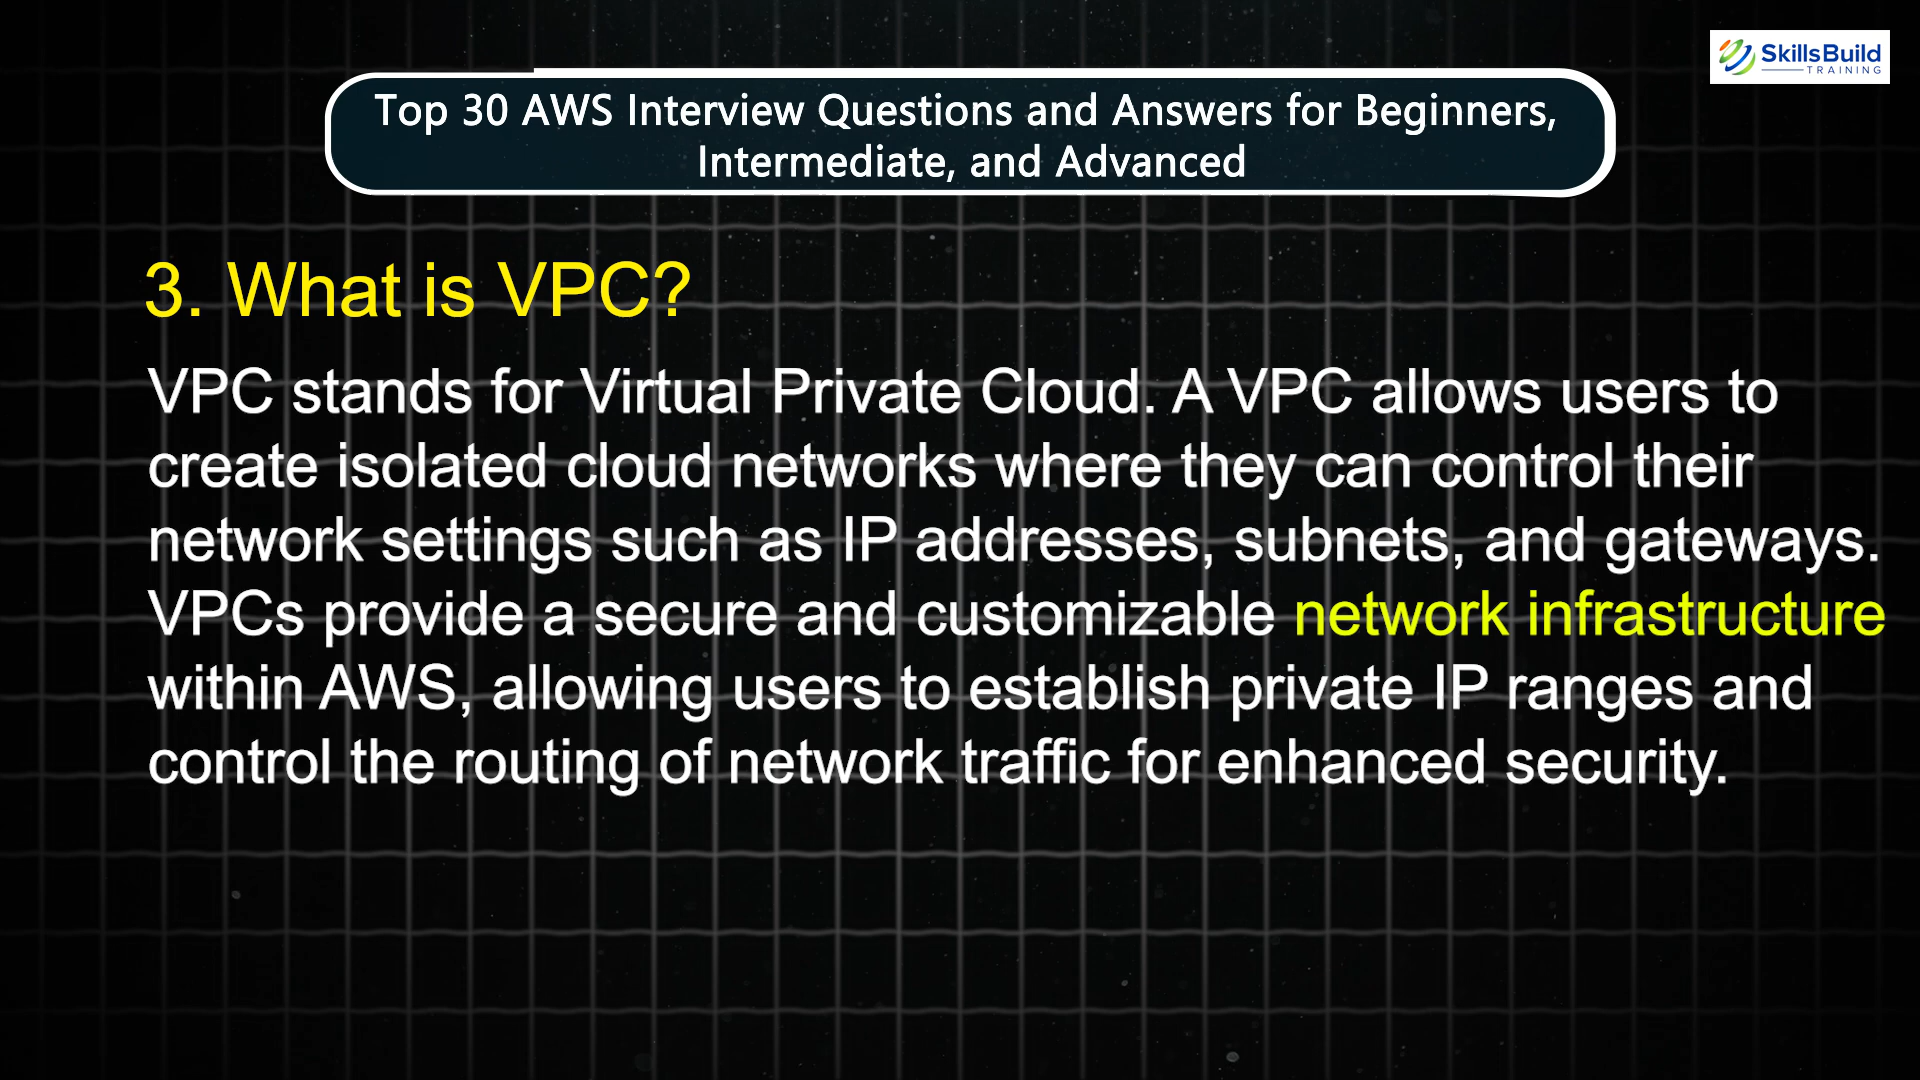 SkillsBuild
TRAINING
Top 30 AWS Interview Questions and Answers for Beginners,
Intermediate, and Advanced
3. What is VPC?
VPC stands for Virtual Private Cloud. A VPC allows users to
create isolated cloud networks where they can control their
network settings such as IP addresses, subnets, and gateways.
VPCs provide a secure and customizable network infrastructure
within AWS, allowing users to establish private IP ranges and
control the routing of network traffic for enhanced security.